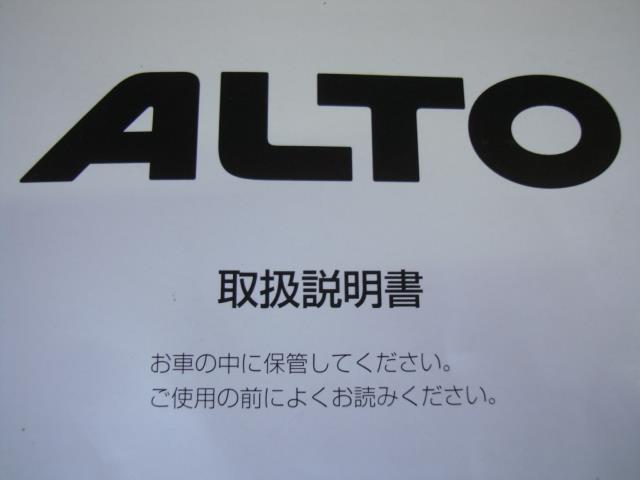 ALTO
取扱説明書
お車の中に保管してください。
ご使用の前によくお読みください。